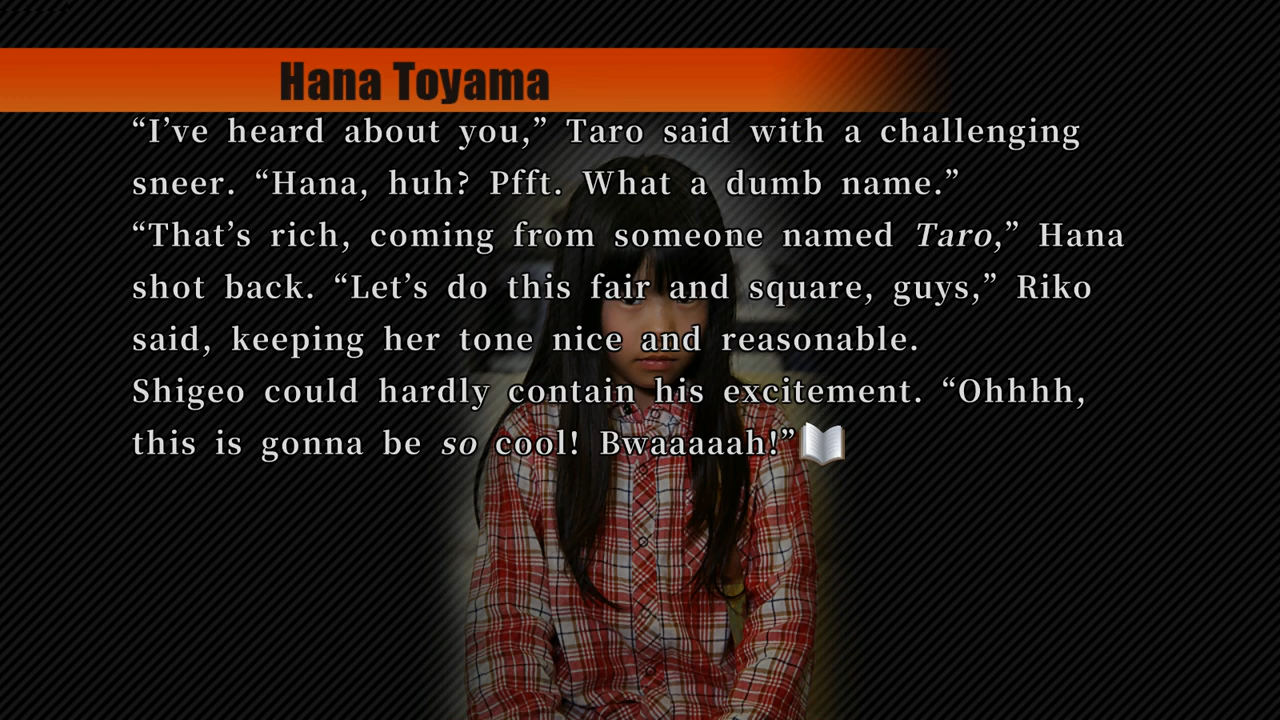 Hana Toyama
“I’ve heard about you,” Taro said with a challenging
sneer. “Hana, huh? Pfft. What a dumb name.”
“That’s rich, coming from someone named Taro,” Hana
shot back. “Let’s do this fair and square, guys,” Riko
said, keeping her tone nice and reasonable.
Shigeo could hardly contain his excitement. “Ohhhh,
this is gonna be so cool! Bwaaaaah!”